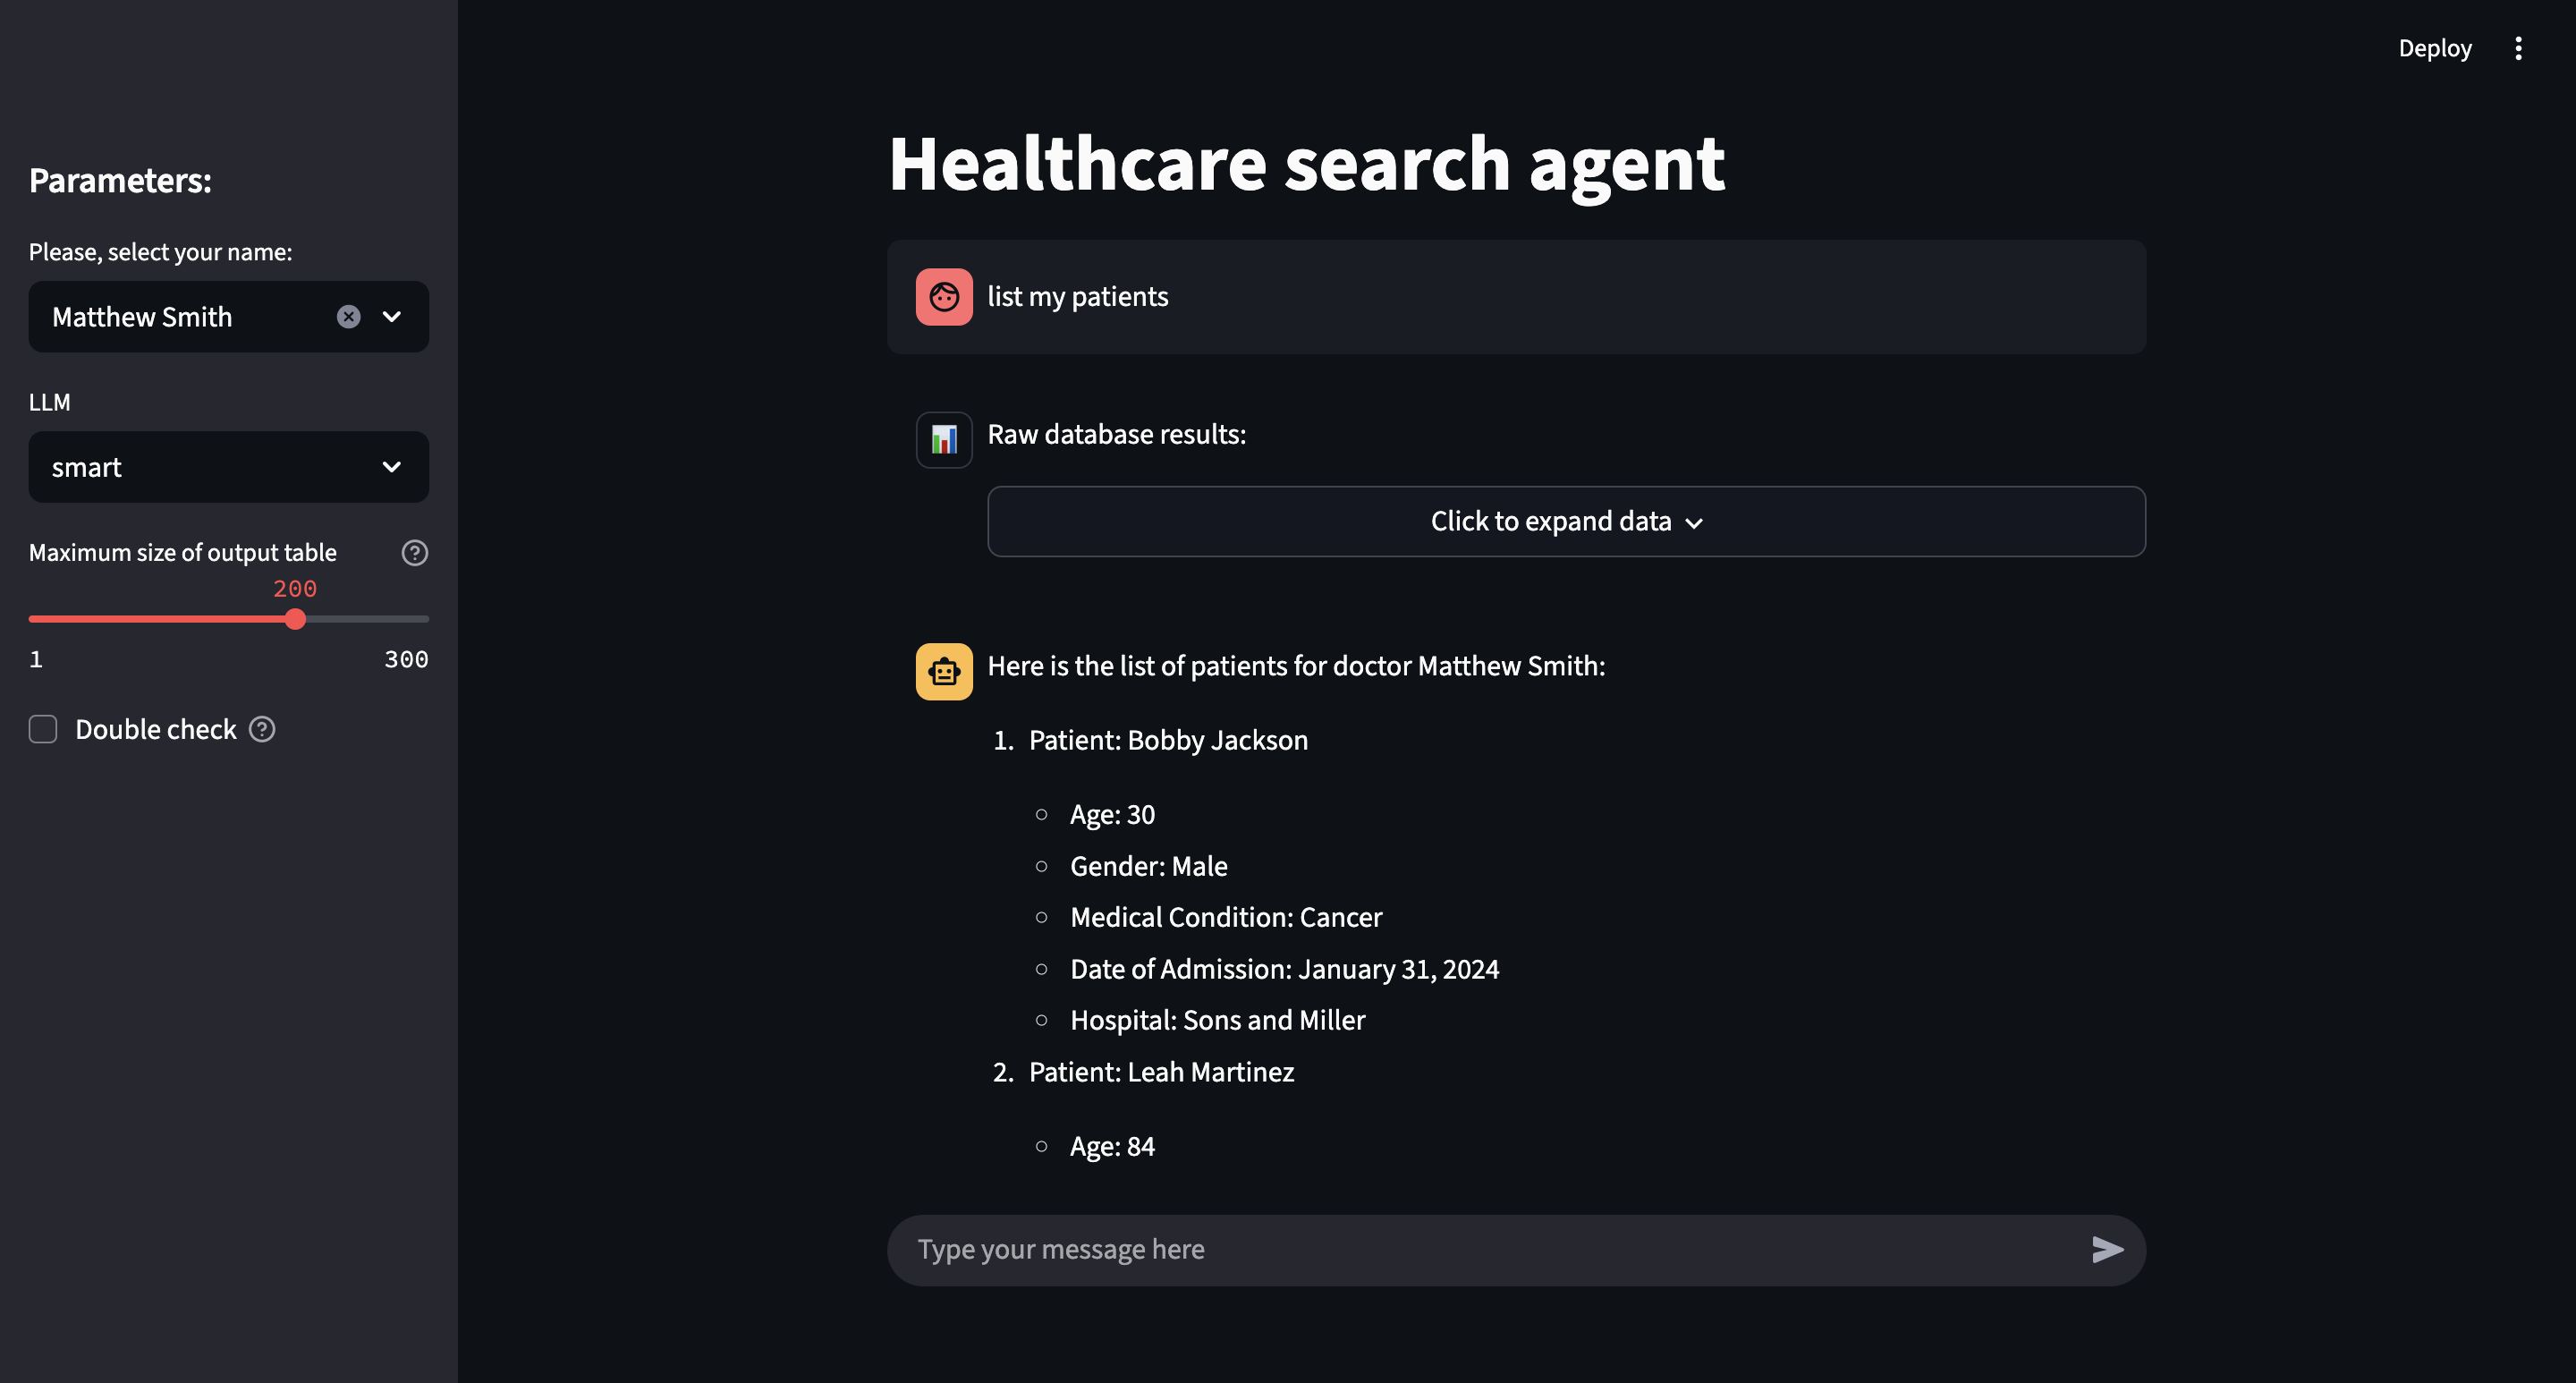 Deploy
Parameters:
Please, select your name:
Matthew Smith
LLM
smart
Maximum size of output table
200
1 300
Double check
Healthcare search agent
list my patients
Raw database results:
Click to expand data
Here is the list of patients for doctor Matthew Smith:
1. Patient: Bobby Jackson
Age: 30
Gender: Male
Medical Condition: Cancer
Date of Admission: January 31, 2024
Hospital: Sons and Miller
2. Patient: Leah Martinez
Age: 84
Type your message here